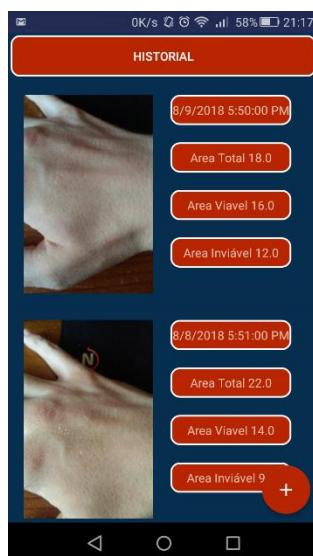 0K/s 58% 21:17
HISTORIAL
8/9/2018 5:50:00 PM
Area Total 18.0
Area Viavel 16.0
Area Inviável 12.0
N
8/8/2018 5:51:00 PM
Area Total 22.0
Area Viavel 14.0
Area Inviável 9
+